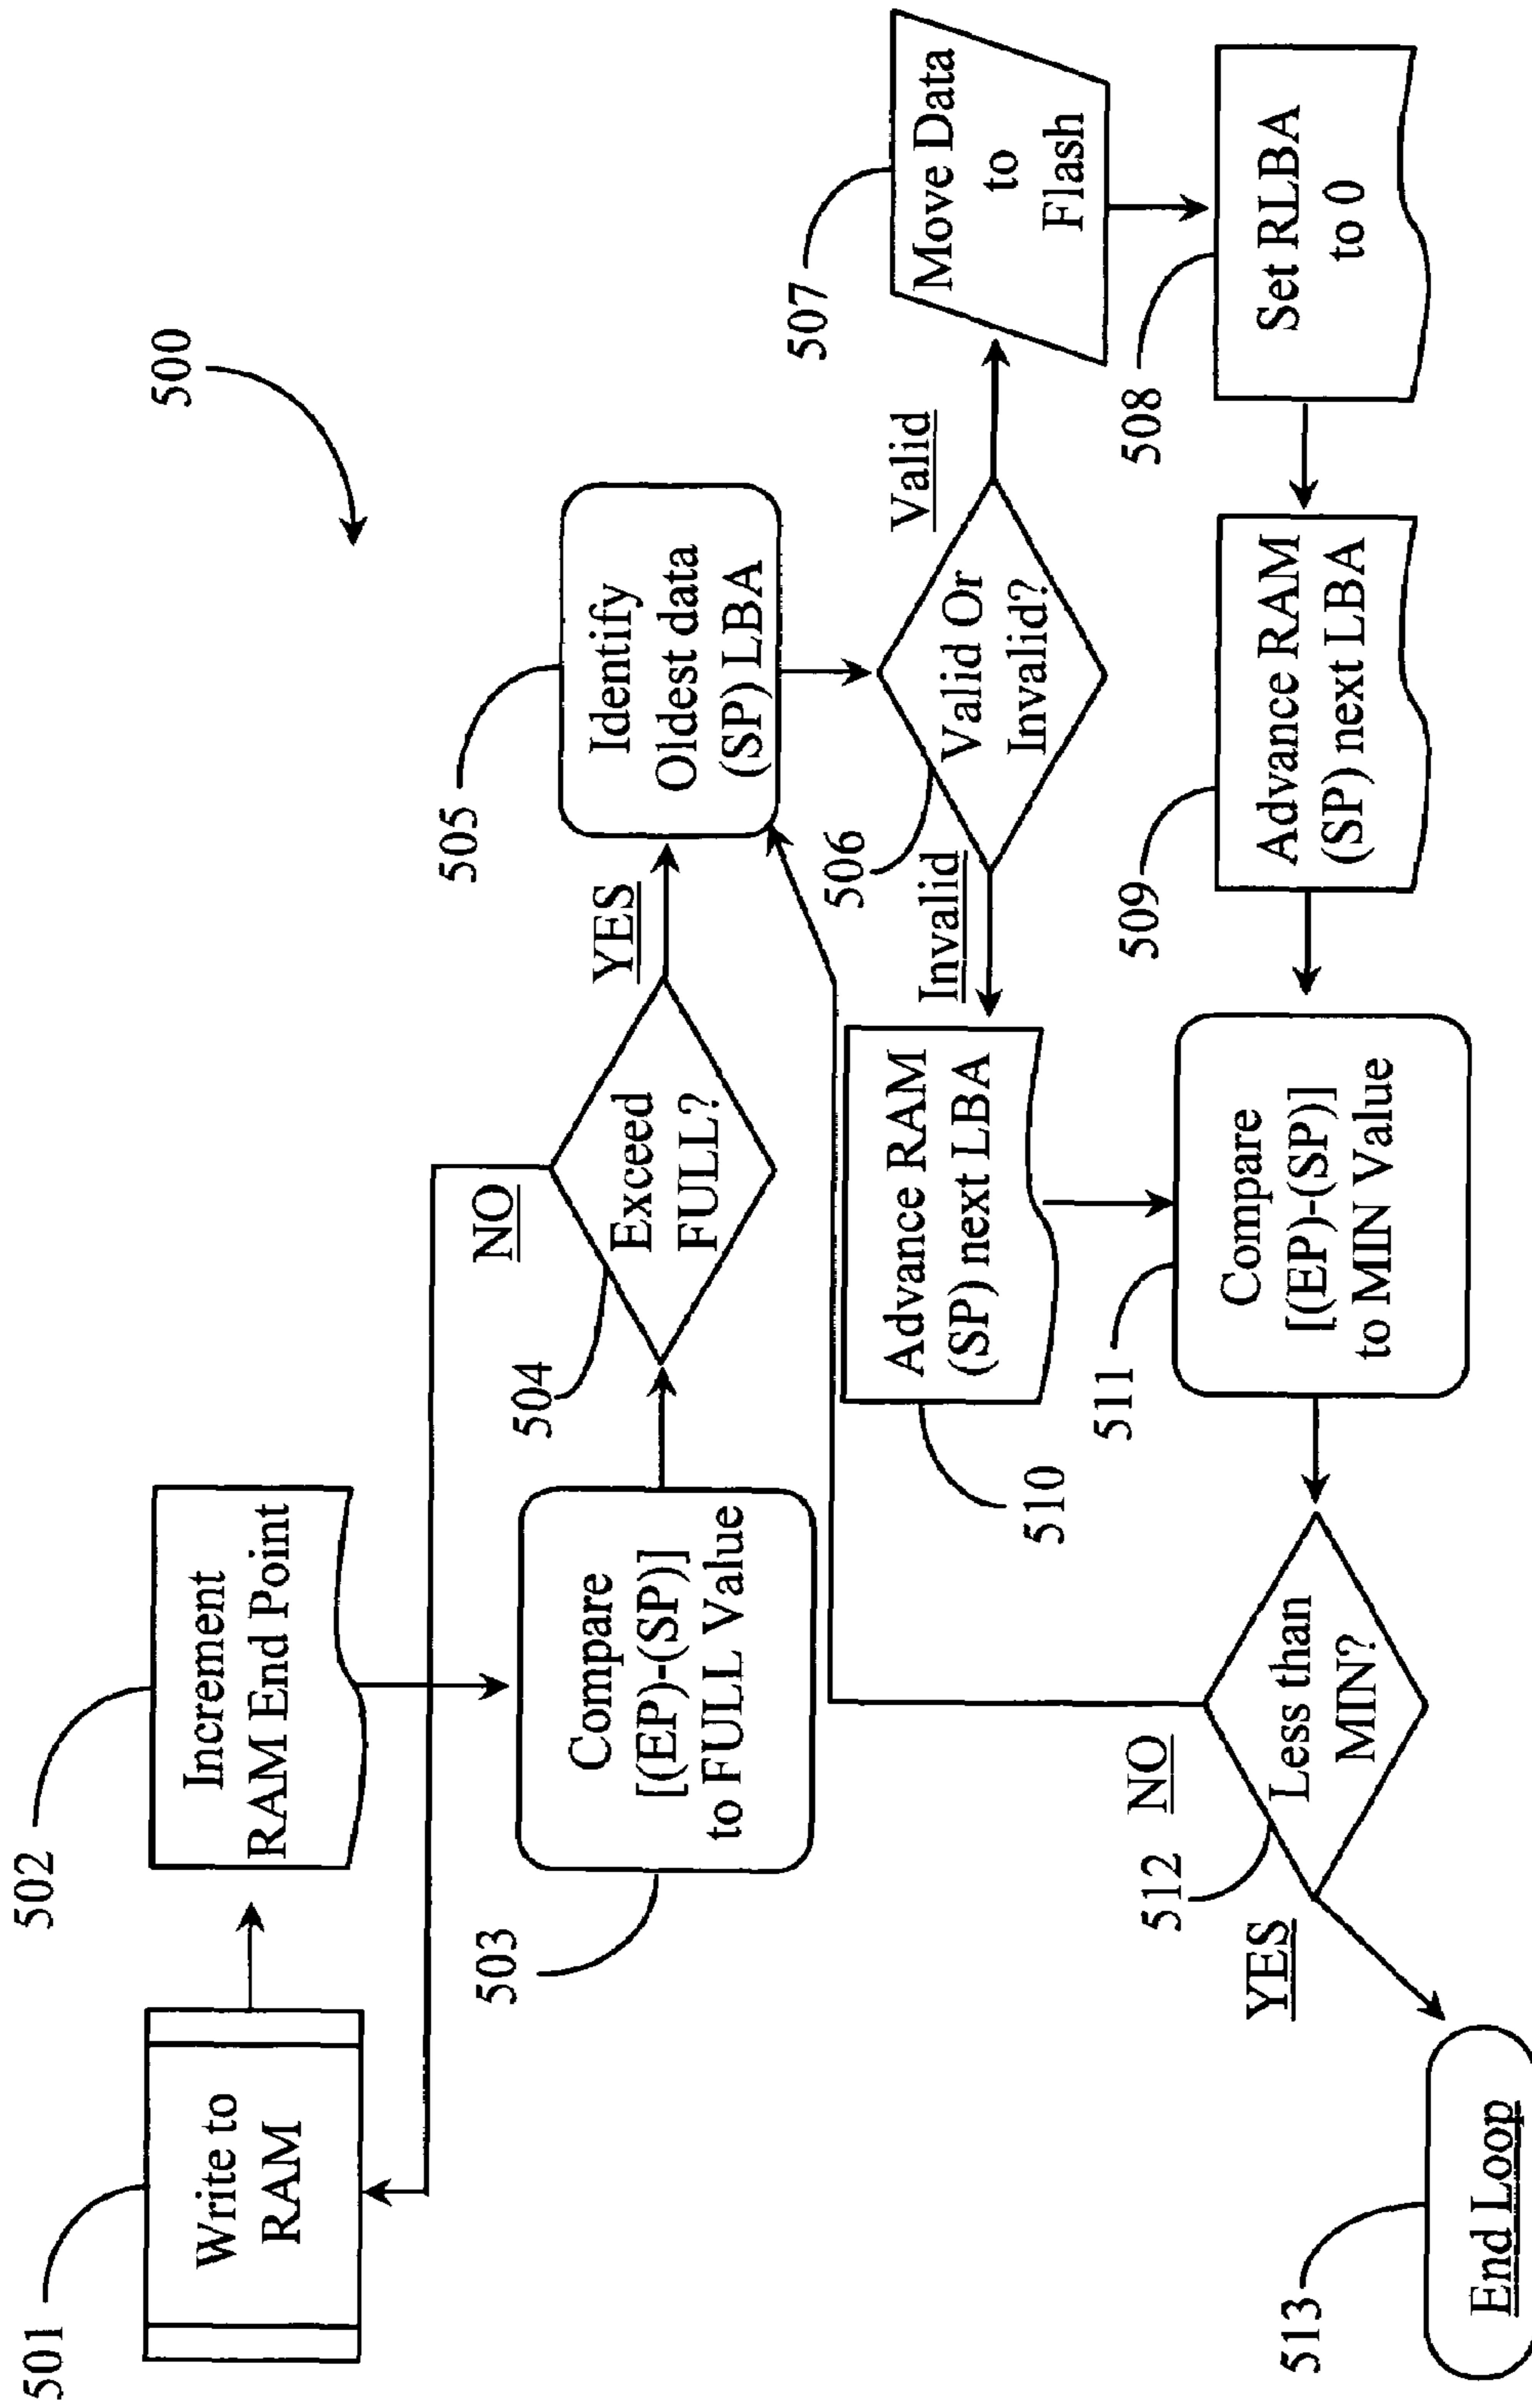 500
501
Write to
RAM
502
Increment
RAM End Point
503
Compare
[(EP)-(SP)]
to FULL Value
504
Exceed
FULL?
NO
YES
505
Identify
Oldest data
(SP) LBA
506
Valid Or
Invalid?
Valid
Invalid
507
Move Data
to
Flash
508
Set RLBA
to 0
509
Advance RAM
(SP) next LBA
510
Advance RAM
(SP) next LBA
511
Compare
[(EP)-(SP)]
to MIN Value
512
Less than
MIN?
NO
YES
513
End Loop